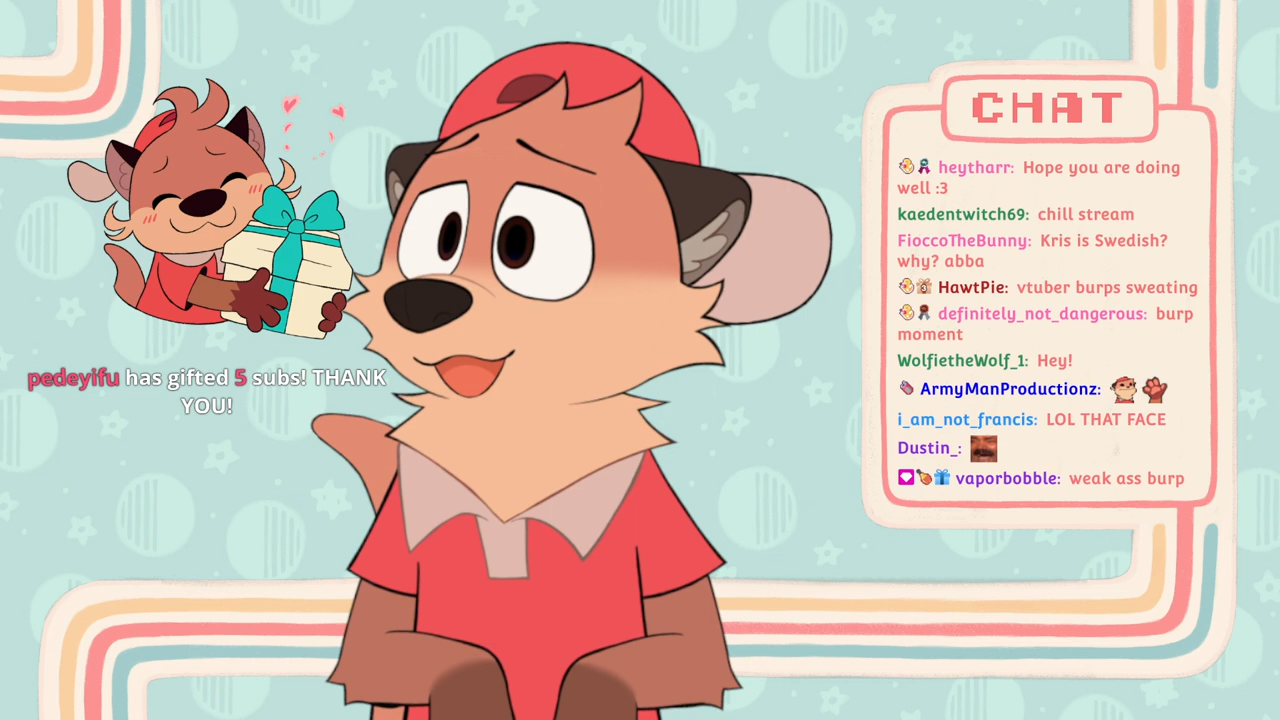 CHAT
heytharr: Hope you are doing
well :3
kaedentwitch69: chill stream
FioccoTheBunny: Kris is Swedish?
why? abba
HawtPie: vtuber burps sweating
definitely_not_dangerous: burp
moment
WolfietheWolf_1: Hey!
ArmyManProductionz:
i_am_not_francis: LOL THAT FACE
Dustin_:
vaporbobble: weak ass burp
pedeyifu has gifted 5 subs! THANK
YOU!